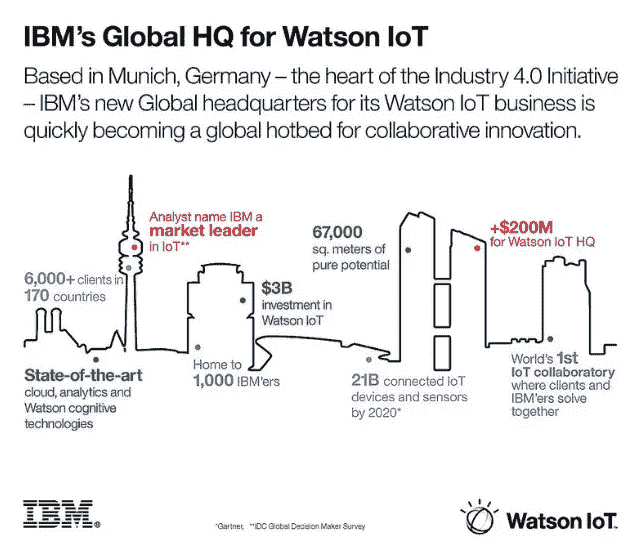 IBM's Global HQ for Watson IoT
Based in Munich, Germany – the heart of the Industry 4.0 Initiative
– IBM's new Global headquarters for its Watson IoT business is
quickly becoming a global hotbed for collaborative innovation.
Analyst name IBM a
market leader
in IoT**
67,000
sq. meters of
pure potential
+$200M
for Watson IoT HQ
6,000+ clients in
170 countries
$3B
investment in
Watson IoT
State-of-the-art
cloud, analytics and
Watson cognitive
technologies
Home to
1,000 IBM'ers
21B connected IoT
devices and sensors
by 2020*
World's 1st
IoT collaboratory
where clients and
IBM'ers solve
together
IBM®
*Gartner, **IDC Global Decision Maker Survey
Watson IoT™